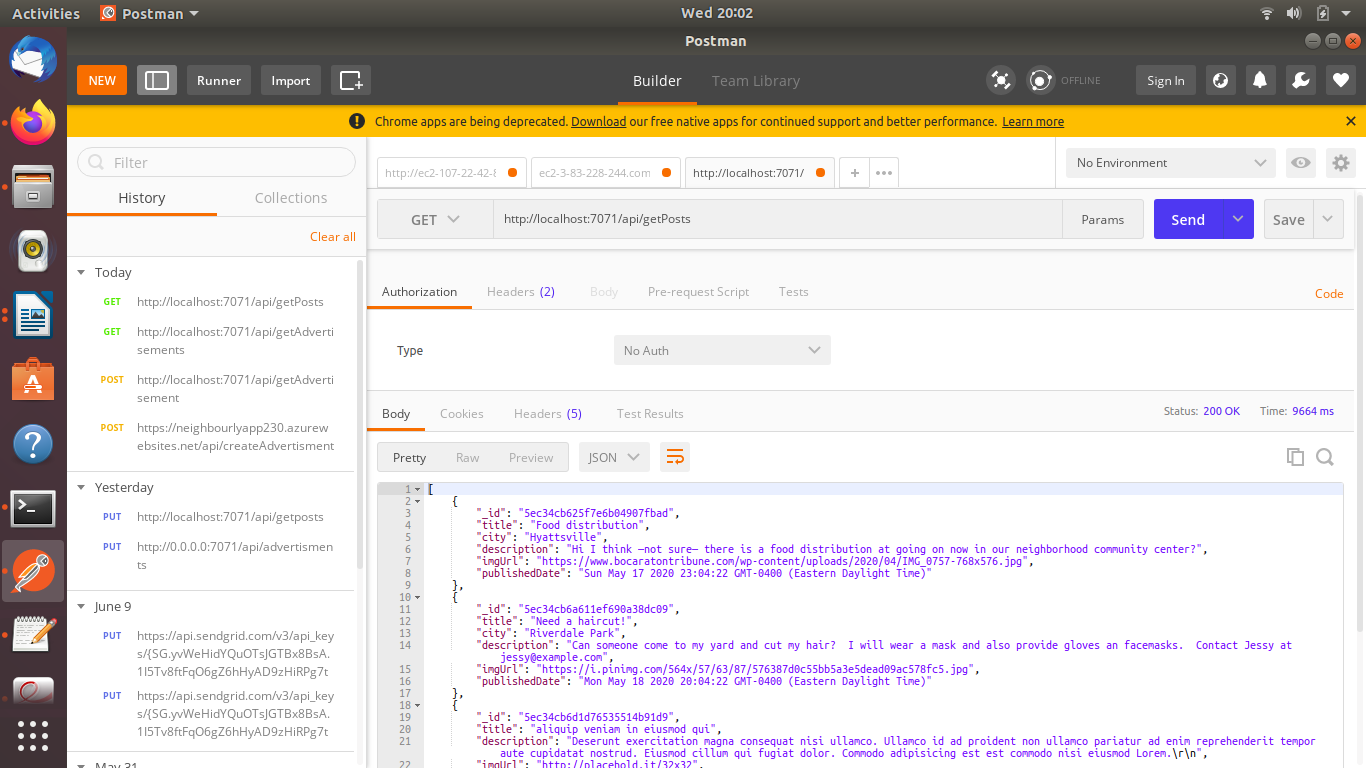 Activities
Postman
Wed 20:02
Postman
NEW
Runner
Import
Builder
Team Library
OFFLINE
Sign In
Chrome apps are being deprecated. Download our free native apps for continued support and better performance. Learn more
Filter
History
Collections
Clear all
Today
GET http://localhost:7071/api/getPosts
GET http://localhost:7071/api/getAdverti
sements
POST http://localhost:7071/api/getAdverti
sement
POST https://neighbourlyapp230.azurew
ebsites.net/api/createAdvertisment
Yesterday
PUT http://localhost:7071/api/getposts
PUT http://0.0.0.0:7071/api/advertismen
ts
June 9
PUT https://api.sendgrid.com/v3/api_key
s/{SG.yvWeHidYQuOTsJGTBx8BsA.
1I5Tv8ftFqO6gZ6hHyAD9zHiRPg7t
PUT https://api.sendgrid.com/v3/api_key
s/{SG.yvWeHidYQuOTsJGTBx8BsA.
1I5Tv8ftFqO6gZ6hHyAD9zHiRPg7t
May 31
http://ec2-107-22-42-8
ec2-3-83-228-244.com
http://localhost:7071/
No Environment
GET
http://localhost:7071/api/getPosts
Params
Send
Save
Authorization
Headers (2)
Body
Pre-request Script
Tests
Code
Type
No Auth
Body
Cookies
Headers (5)
Test Results
Status: 200 OK
Time: 9664 ms
Pretty
Raw
Preview
JSON
1 [
2 {
3 "_id": "5ec34cb625f7e6b04907fbad",
4 "title": "Food distribution",
5 "city": "Hyattsville",
6 "description": "Hi I think —not sure— there is a food distribution at going on now in our neighborhood community center?",
7 "imgUrl": "https://www.bocaratontribune.com/wp-content/uploads/2020/04/IMG_0757-768x576.jpg",
8 "publishedDate": "Sun May 17 2020 23:04:22 GMT-0400 (Eastern Daylight Time)"
9 },
10 {
11 "_id": "5ec34cb6a611ef690a38dc09",
12 "title": "Need a haircut!",
13 "city": "Riverdale Park",
14 "description": "Can someone come to my yard and cut my hair?  I will wear a mask and also provide gloves an facemasks.  Contact Jessy at
jessy@example.com",
15 "imgUrl": "https://i.pinimg.com/564x/57/63/87/576387d0c55bb5a3e5dead09ac578fc5.jpg",
16 "publishedDate": "Mon May 18 2020 20:04:22 GMT-0400 (Eastern Daylight Time)"
17 },
18 {
19 "_id": "5ec34cb6d1d76535514b91d9",
20 "title": "aliquip veniam in eiusmod qui",
21 "description": "Deserunt exercitation magna consequat nisi ullamco. Ullamco id ad proident non ullamco pariatur ad enim reprehenderit tempor
aute cupidatat nostrud. Eiusmod cillum qui fugiat dolor. Commodo adipisicing est est commodo nisi eiusmod Lorem.\r\n",
22 "imgUrl": "http://placehold.it/32x32",